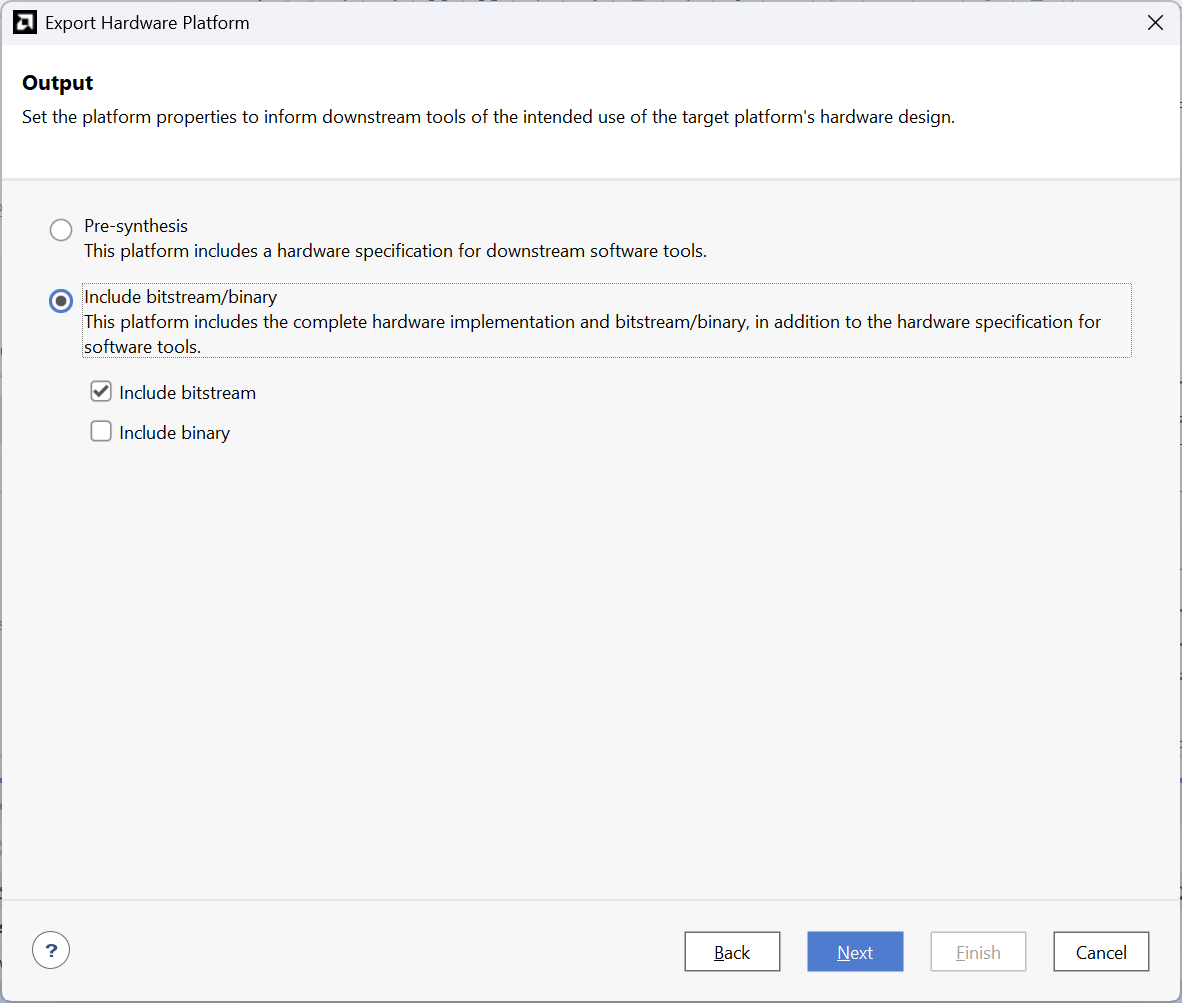 Export Hardware Platform
Output
Set the platform properties to inform downstream tools of the intended use of the target platform's hardware design.
Pre-synthesis
This platform includes a hardware specification for downstream software tools.
Include bitstream/binary
This platform includes the complete hardware implementation and bitstream/binary, in addition to the hardware specification for
software tools.
Include bitstream
Include binary
?
Back
Next
Finish
Cancel